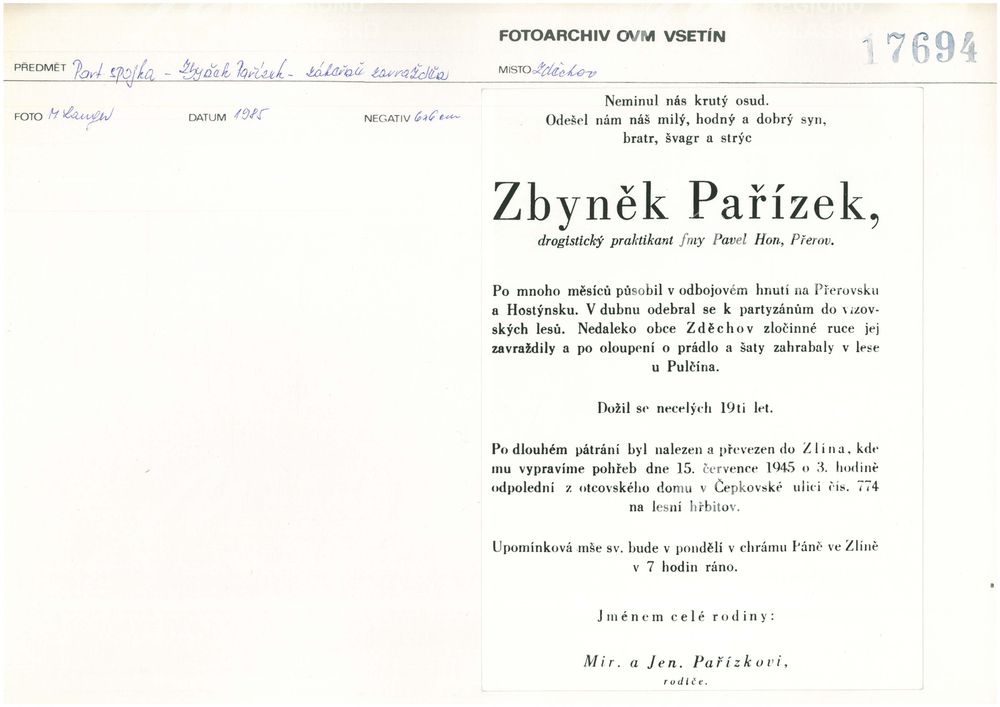 FOTOARCHIV OVM VSETÍN
17694
PŘEDMĚT Part spojka - Zbyněk Pařízek -
MÍSTO Zděchov
FOTO M Langer
DATUM 1985
NEGATIV 6x6 cm
Neminul nás krutý osud.
Odešel nám náš milý, hodný a dobrý syn,
bratr, švagr a strýc
Zbyněk Pařízek,
drogistický praktikant fmy Pavel Hon, Přerov.
Po mnoho měsíců působil v odbojovém hnutí na Přerovsku
a Hostýnsku. V dubnu odebral se k partyzánům do vizov-
ských lesů. Nedaleko obce Zděchov zločinné ruce jej
zavraždily a po oloupení o prádlo a šaty zahrabaly v lese
u Pulčína.
Dožil se necelých 19ti let.
Po dlouhém pátrání byl nalezen a převezen do Zlína, kde
mu vypravíme pohřeb dne 15. července 1945 o 3. hodině
odpolední z otcovského domu v Čepkovské ulici čís. 774
na lesní hřbitov.
Upomínková mše sv. bude v pondělí v chrámu Páně ve Zlíně
v 7 hodin ráno.
Jménem celé rodiny:
Mir. a Jen. Pařízkovi,
rodiče.